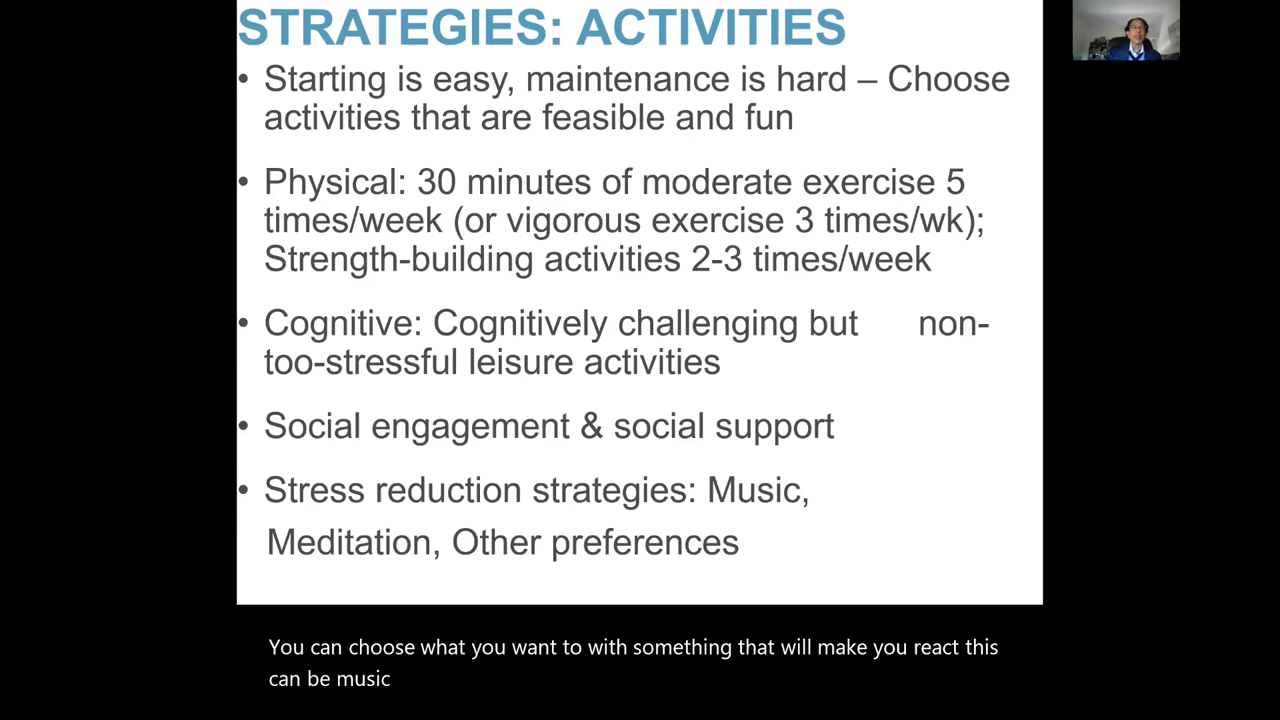 STRATEGIES: ACTIVITIES
• Starting is easy, maintenance is hard – Choose
activities that are feasible and fun
• Physical: 30 minutes of moderate exercise 5
times/week (or vigorous exercise 3 times/wk);
Strength-building activities 2-3 times/week
• Cognitive: Cognitively challenging but non-
too-stressful leisure activities
• Social engagement & social support
• Stress reduction strategies: Music,
Meditation, Other preferences
You can choose what you want to with something that will make you react this
can be music